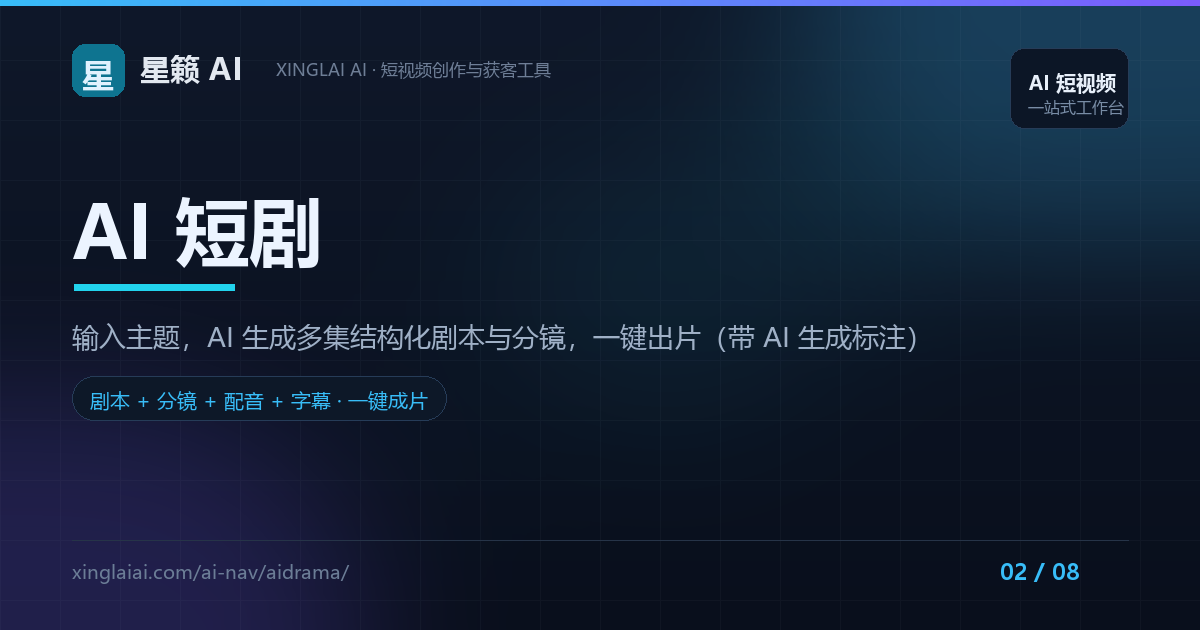 星 星籁 AI XINGLAI AI · 短视频创作与获客工具
AI 短视频
一站式工作台
AI 短剧
输入主题，AI 生成多集结构化剧本与分镜，一键出片（带 AI 生成标注）
剧本 + 分镜 + 配音 + 字幕 · 一键成片
xinglaiai.com/ai-nav/aidrama/
02 / 08